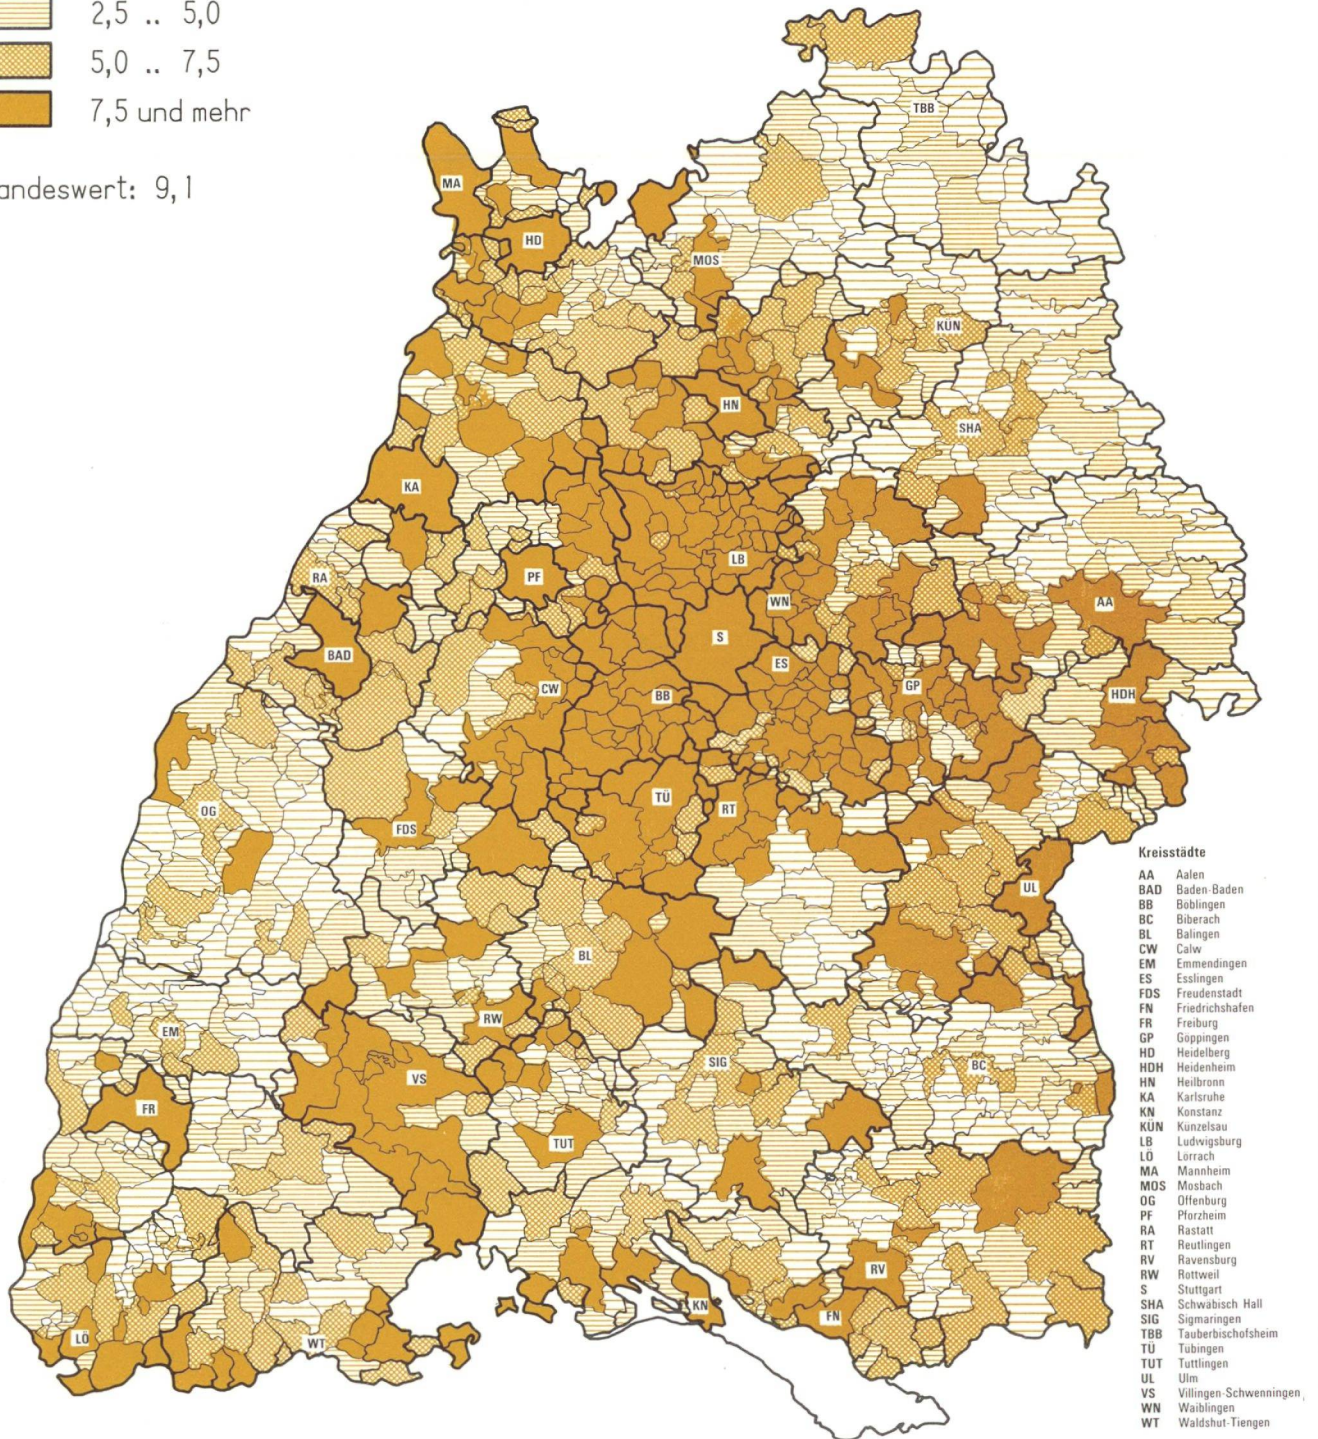 2,5 .. 5,0
5,0 .. 7,5
7,5 und mehr
andeswert: 9,1
TBB
MA
HD
MOS
KÜN
HN
SHA
KA
LB
PF
RA
WN
AA
S
BAD
ES
CW
BB
GP
HDH
TÜ
RT
OG
FDS
UL
BL
RW
EM
SIG
BC
VS
FR
TUT
RV
KN
FN
LÖ
WT
Kreisstädte
AA Aalen
BAD Baden-Baden
BB Böblingen
BC Biberach
BL Balingen
CW Calw
EM Emmendingen
ES Esslingen
FDS Freudenstadt
FN Friedrichshafen
FR Freiburg
GP Göppingen
HD Heidelberg
HDH Heidenheim
HN Heilbronn
KA Karlsruhe
KN Konstanz
KÜN Künzelsau
LB Ludwigsburg
LÖ Lörrach
MA Mannheim
MOS Mosbach
OG Offenburg
PF Pforzheim
RA Rastatt
RT Reutlingen
RV Ravensburg
RW Rottweil
S Stuttgart
SHA Schwäbisch Hall
SIG Sigmaringen
TBB Tauberbischofsheim
TÜ Tübingen
TUT Tuttlingen
UL Ulm
VS Villingen-Schwenningen
WN Waiblingen
WT Waldshut-Tiengen